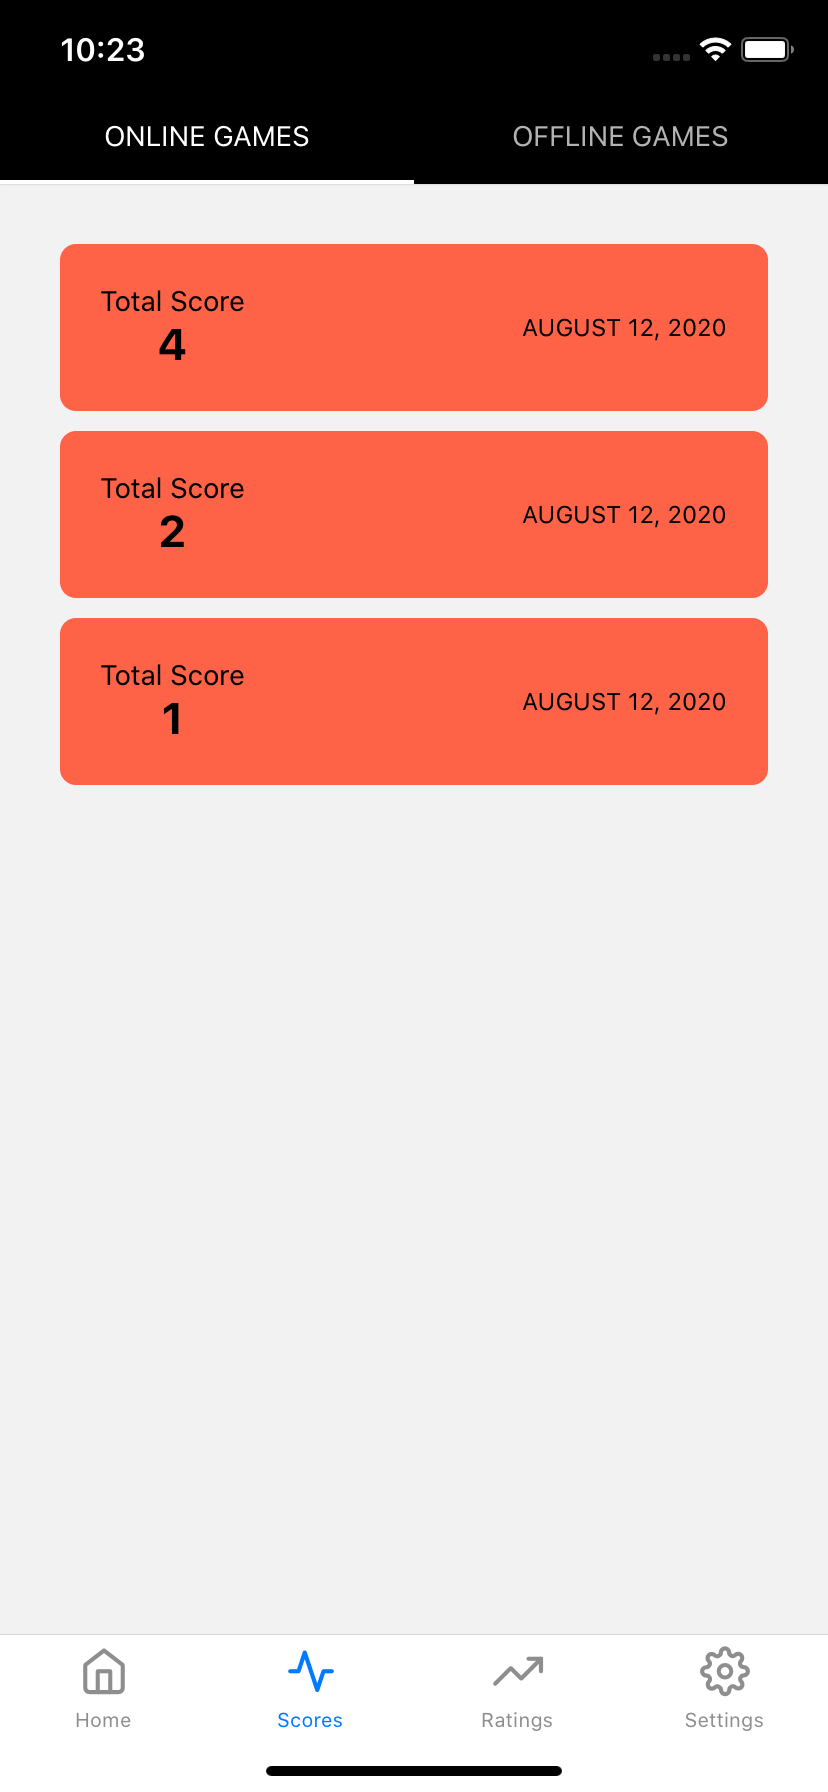 10:23
ONLINE GAMES OFFLINE GAMES
Total Score
4
AUGUST 12, 2020
Total Score
2
AUGUST 12, 2020
Total Score
1
AUGUST 12, 2020
Home Scores Ratings Settings